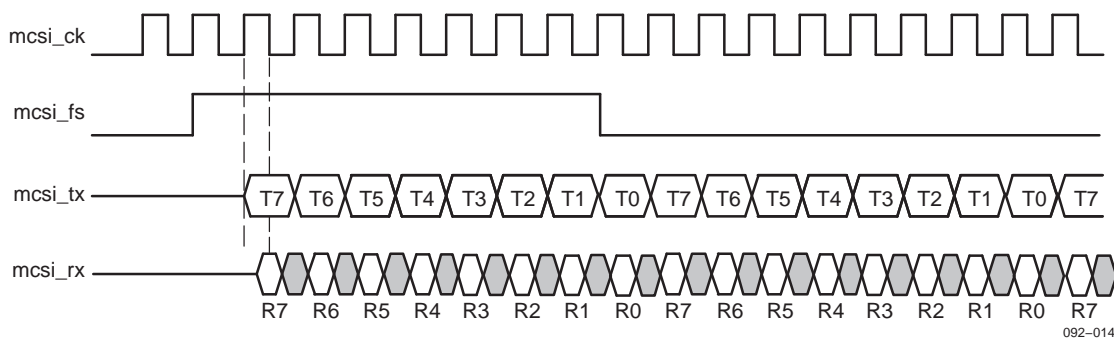 mcsi_ck
mcsi_fs
mcsi_tx T7 T6 T5 T4 T3 T2 T1 T0 T7 T6 T5 T4 T3 T2 T1 T0 T7
mcsi_rx
R7 R6 R5 R4 R3 R2 R1 R0 R7 R6 R5 R4 R3 R2 R1 R0 R7
092–014